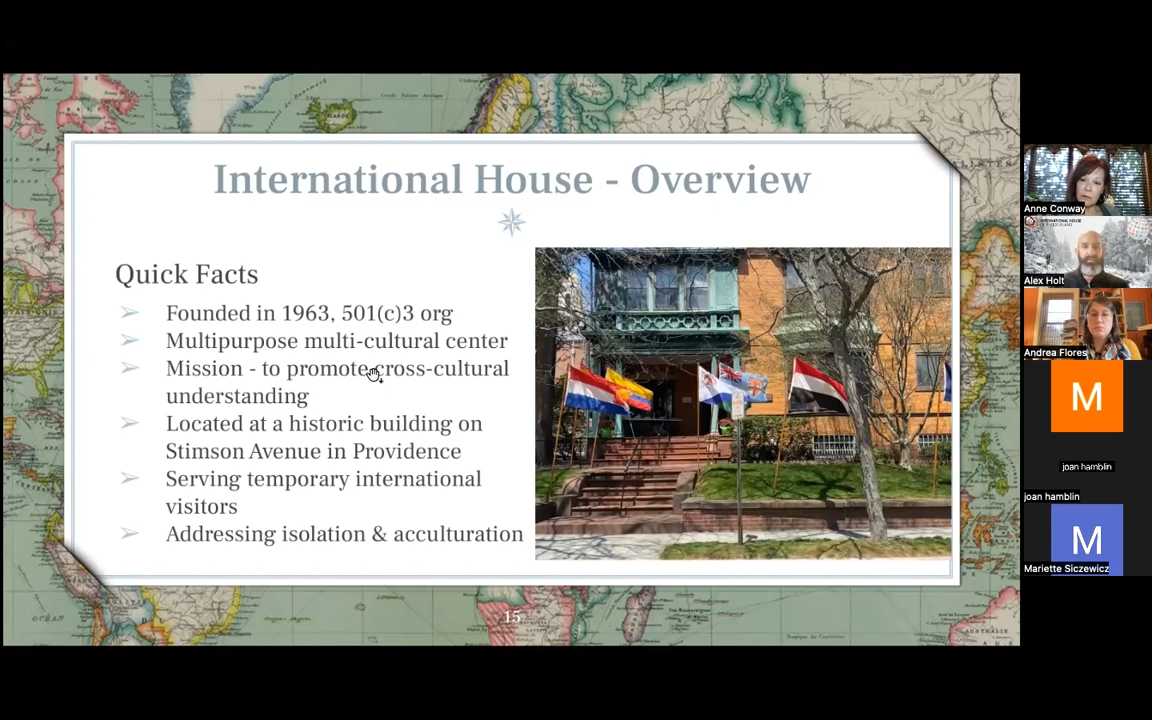 International House - Overview
Quick Facts
➢ Founded in 1963, 501(c)3 org
➢ Multipurpose multi-cultural center
➢ Mission - to promote cross-cultural
understanding
➢ Located at a historic building on
Stimson Avenue in Providence
➢ Serving temporary international
visitors
➢ Addressing isolation & acculturation
15
Anne Conway
INTERNATIONAL HOUSE
Alex Holt
Andrea Flores
M
joan hamblin
joan hamblin
M
Mariette Siczewicz